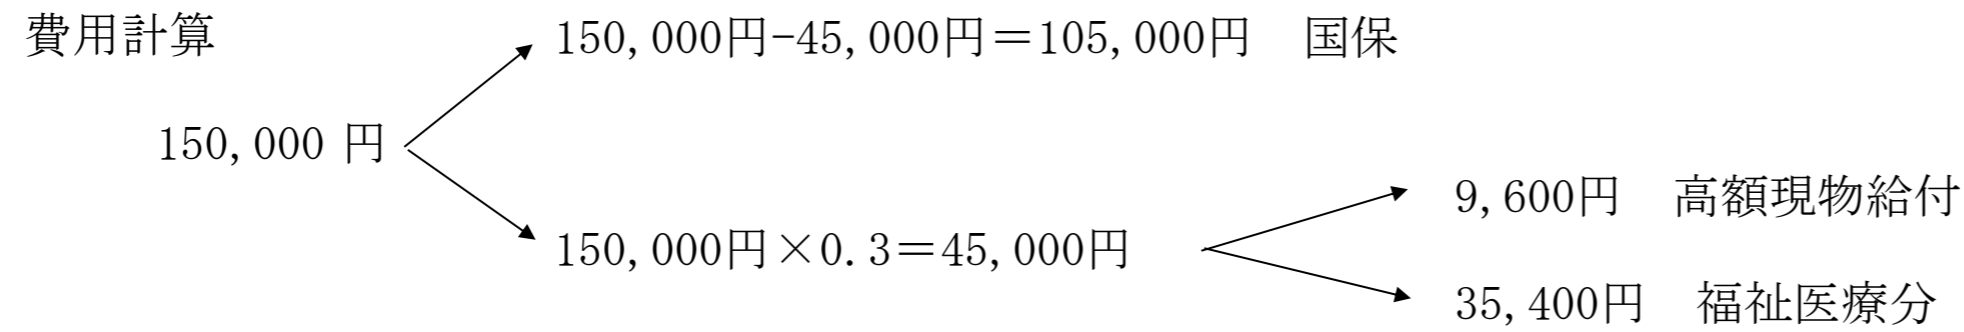 費用計算
150,000円−45,000円＝105,000円　国保
150,000 円
9,600円　高額現物給付
150,000円×0.3＝45,000円
35,400円　福祉医療分